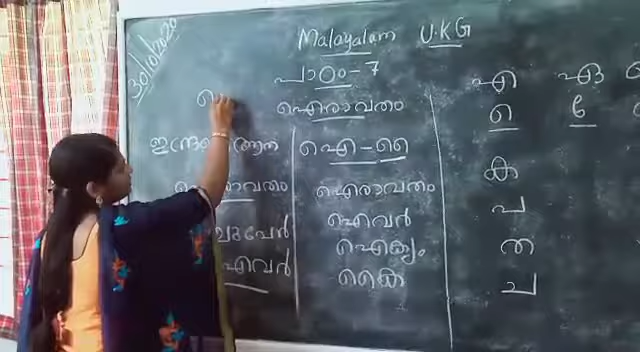 30/10/2020
Malayalam U.K.G
പാഠം-7
ഐരാവതം
എ ഏ
െ േ
ഐ-ൈ
ഐരാവതം
ഐവർ
ഐക്യം
കൈ
ക
പ
ത
ച